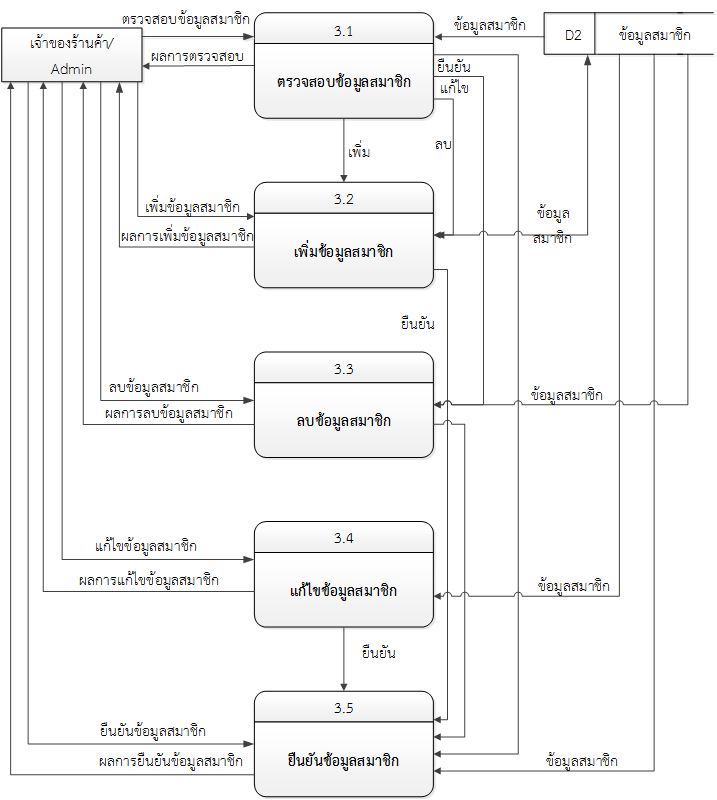 ตรวจสอบข้อมูลสมาชิก
3.1
ข้อมูลสมาชิก
D2
ข้อมูลสมาชิก
เจ้าของร้านค้า/
Admin
ผลการตรวจสอบ
ตรวจสอบข้อมูลสมาชิก
ยืนยัน
แก้ไข
ลบ
เพิ่ม
3.2
เพิ่มข้อมูลสมาชิก
ผลการเพิ่มข้อมูลสมาชิก
เพิ่มข้อมูลสมาชิก
ข้อมูล
สมาชิก
ยืนยัน
3.3
ลบข้อมูลสมาชิก
ผลการลบข้อมูลสมาชิก
ลบข้อมูลสมาชิก
ข้อมูลสมาชิก
3.4
แก้ไขข้อมูลสมาชิก
ผลการแก้ไขข้อมูลสมาชิก
แก้ไขข้อมูลสมาชิก
ข้อมูลสมาชิก
ยืนยัน
3.5
ยืนยันข้อมูลสมาชิก
ผลการยืนยันข้อมูลสมาชิก
ยืนยันข้อมูลสมาชิก
ข้อมูลสมาชิก